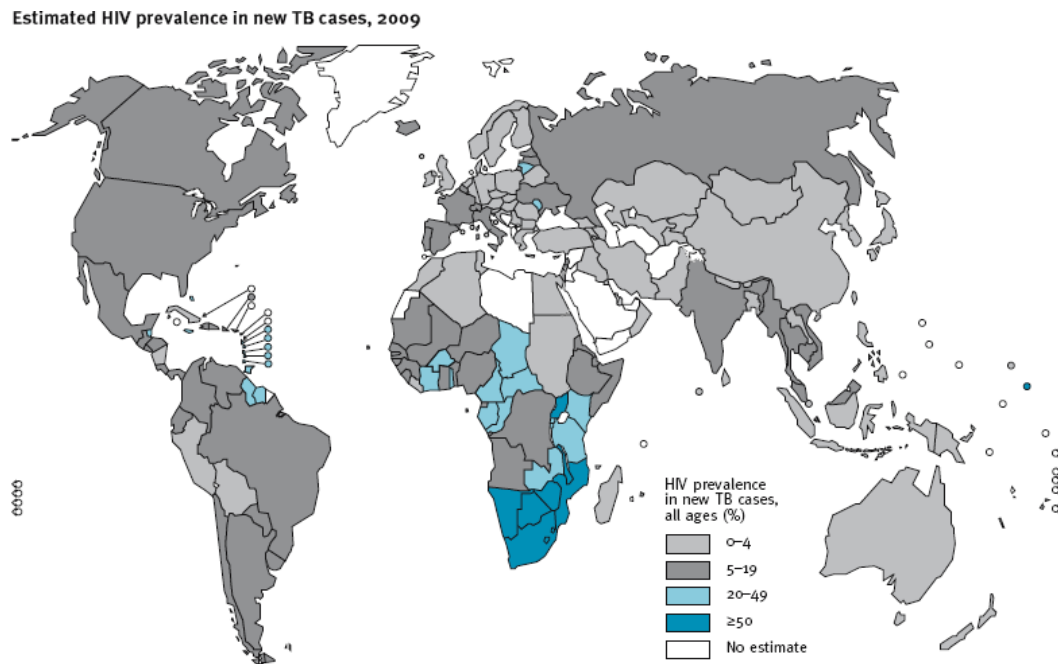 Estimated HIV prevalence in new TB cases, 2009
HIV prevalence
in new TB cases,
all ages (%)
0–4
5–19
20–49
≥50
No estimate